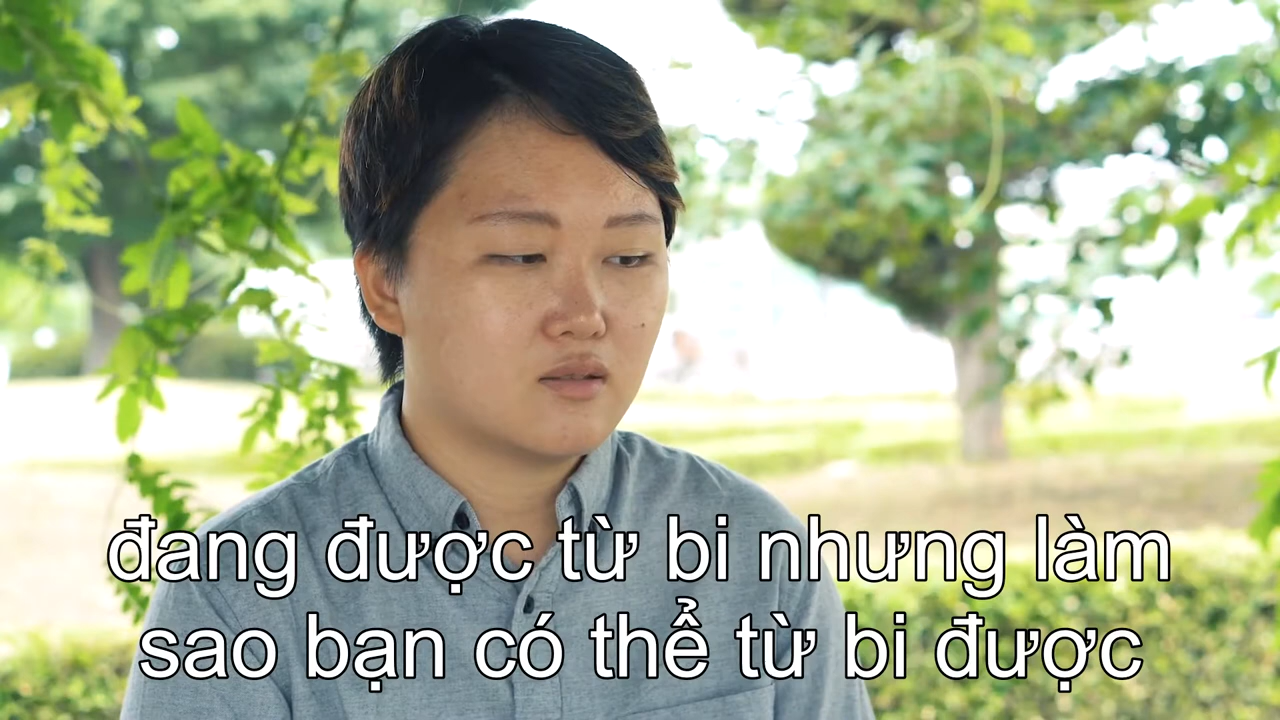 đang được từ bi nhưng làm
sao bạn có thể từ bi được